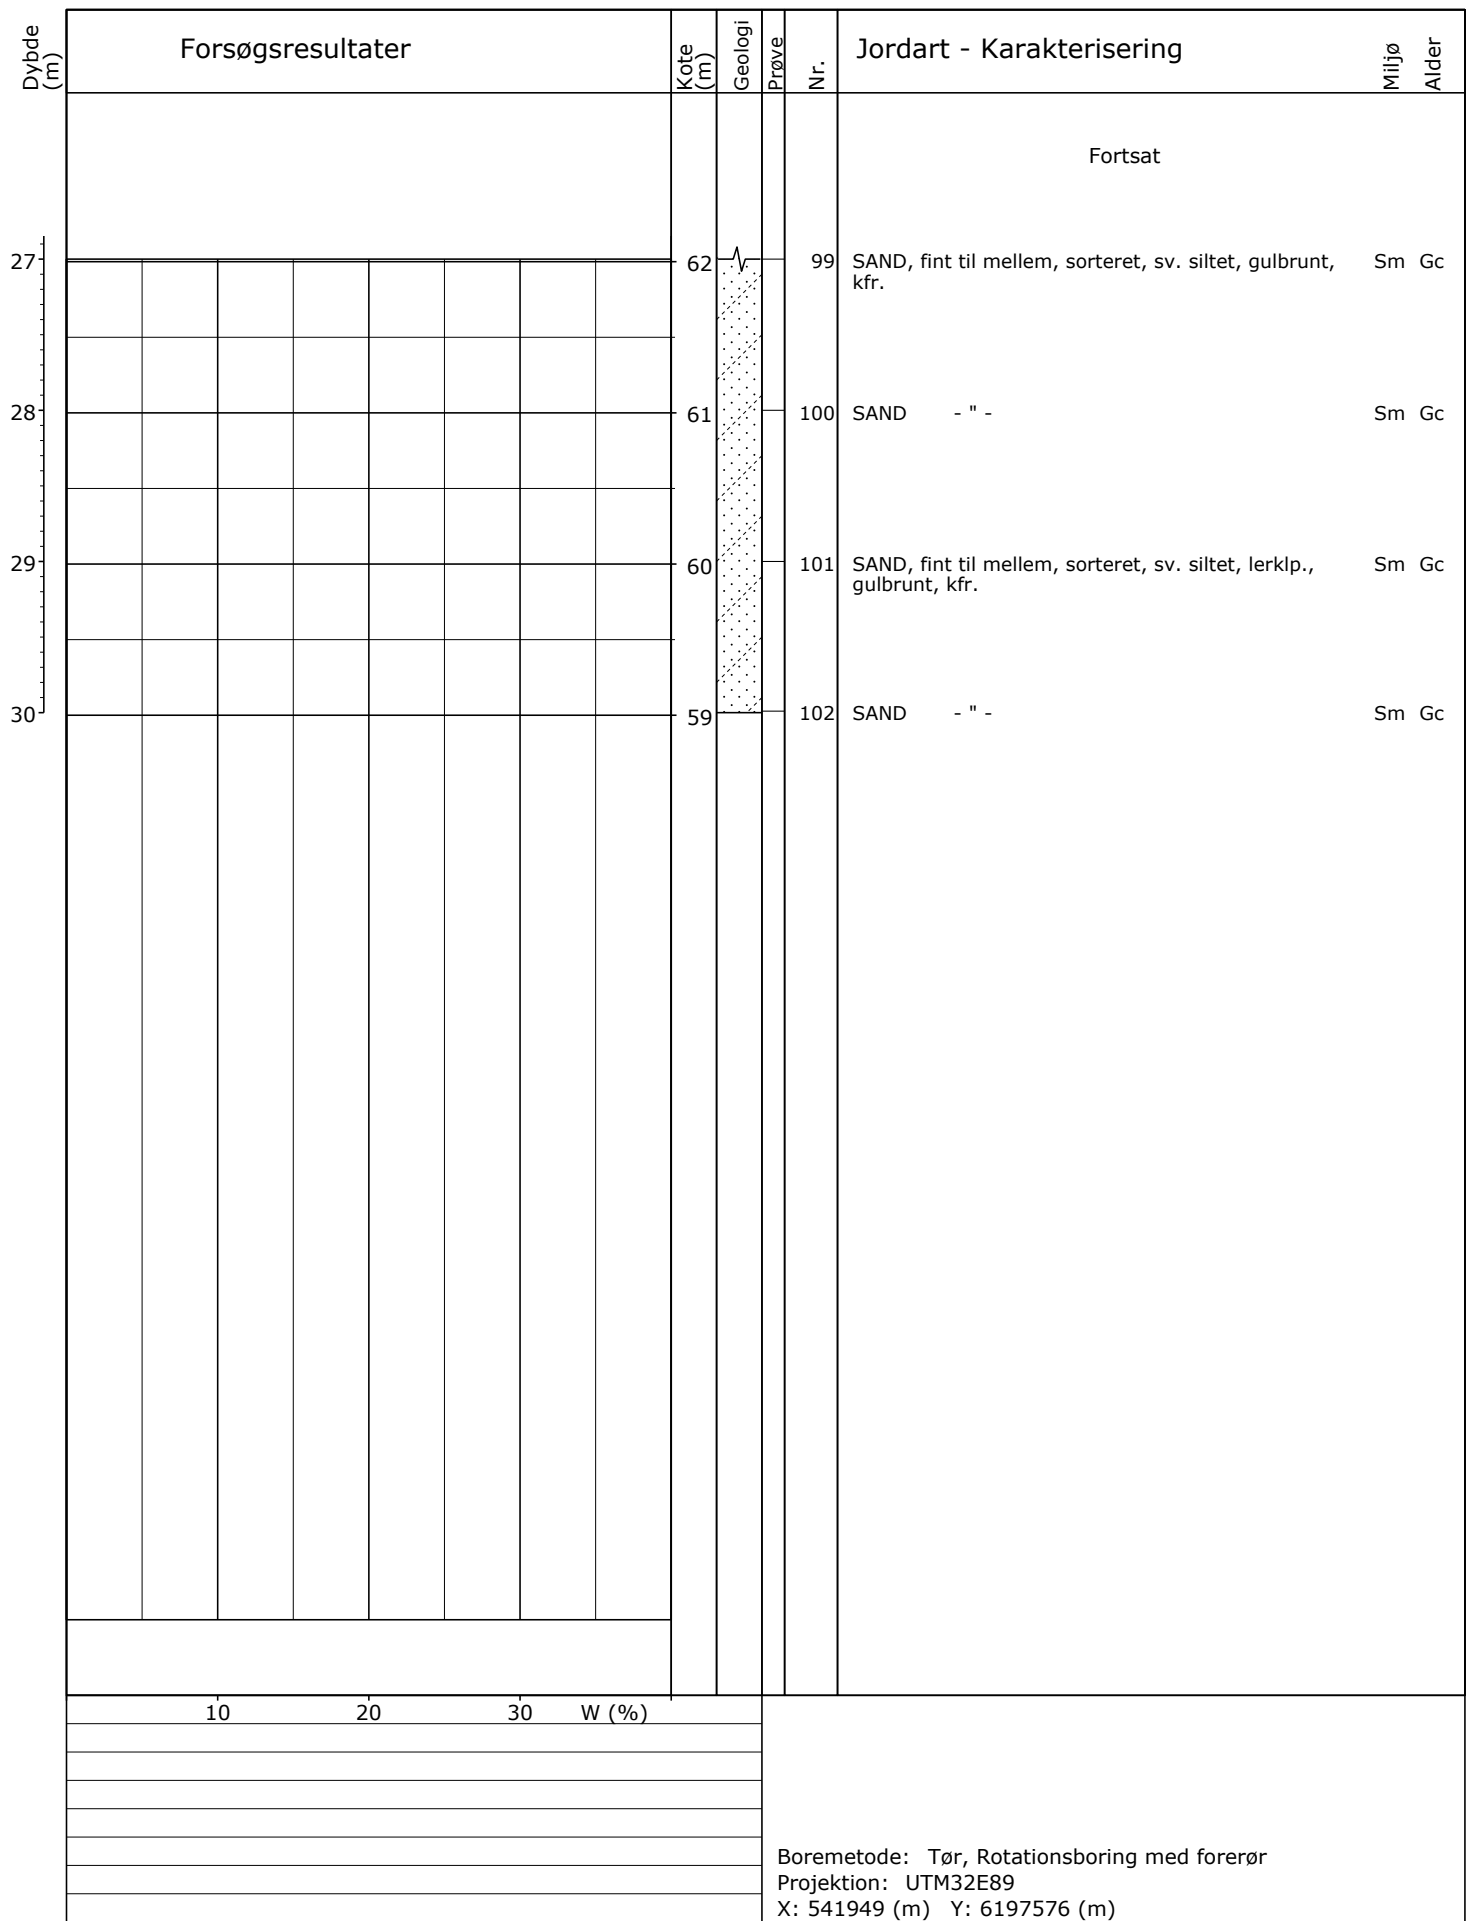 Dybde
(m)
Forsøgsresultater
Kote
(m)
Geologi
Prøve
Nr.
Jordart - Karakterisering
Miljø
Alder
Fortsat
27
62
99
SAND, fint til mellem, sorteret, sv. siltet, gulbrunt,
kfr.
Sm Gc
28
61
100
SAND - " -
Sm Gc
29
60
101
SAND, fint til mellem, sorteret, sv. siltet, lerklp.,
gulbrunt, kfr.
Sm Gc
30
59
102
SAND - " -
Sm Gc
10 20 30 W (%)
Boremetode: Tør, Rotationsboring med forerør
Projektion: UTM32E89
X: 541949 (m) Y: 6197576 (m)